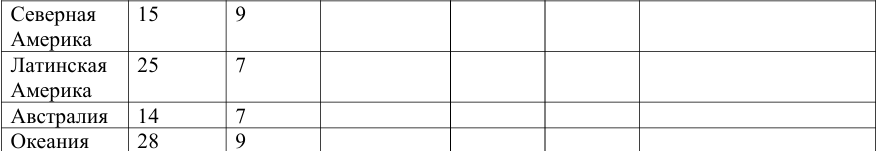 Северная 15 9
Америка
Латинская 25 7
Америка
Австралия 14 7
Океания 28 9